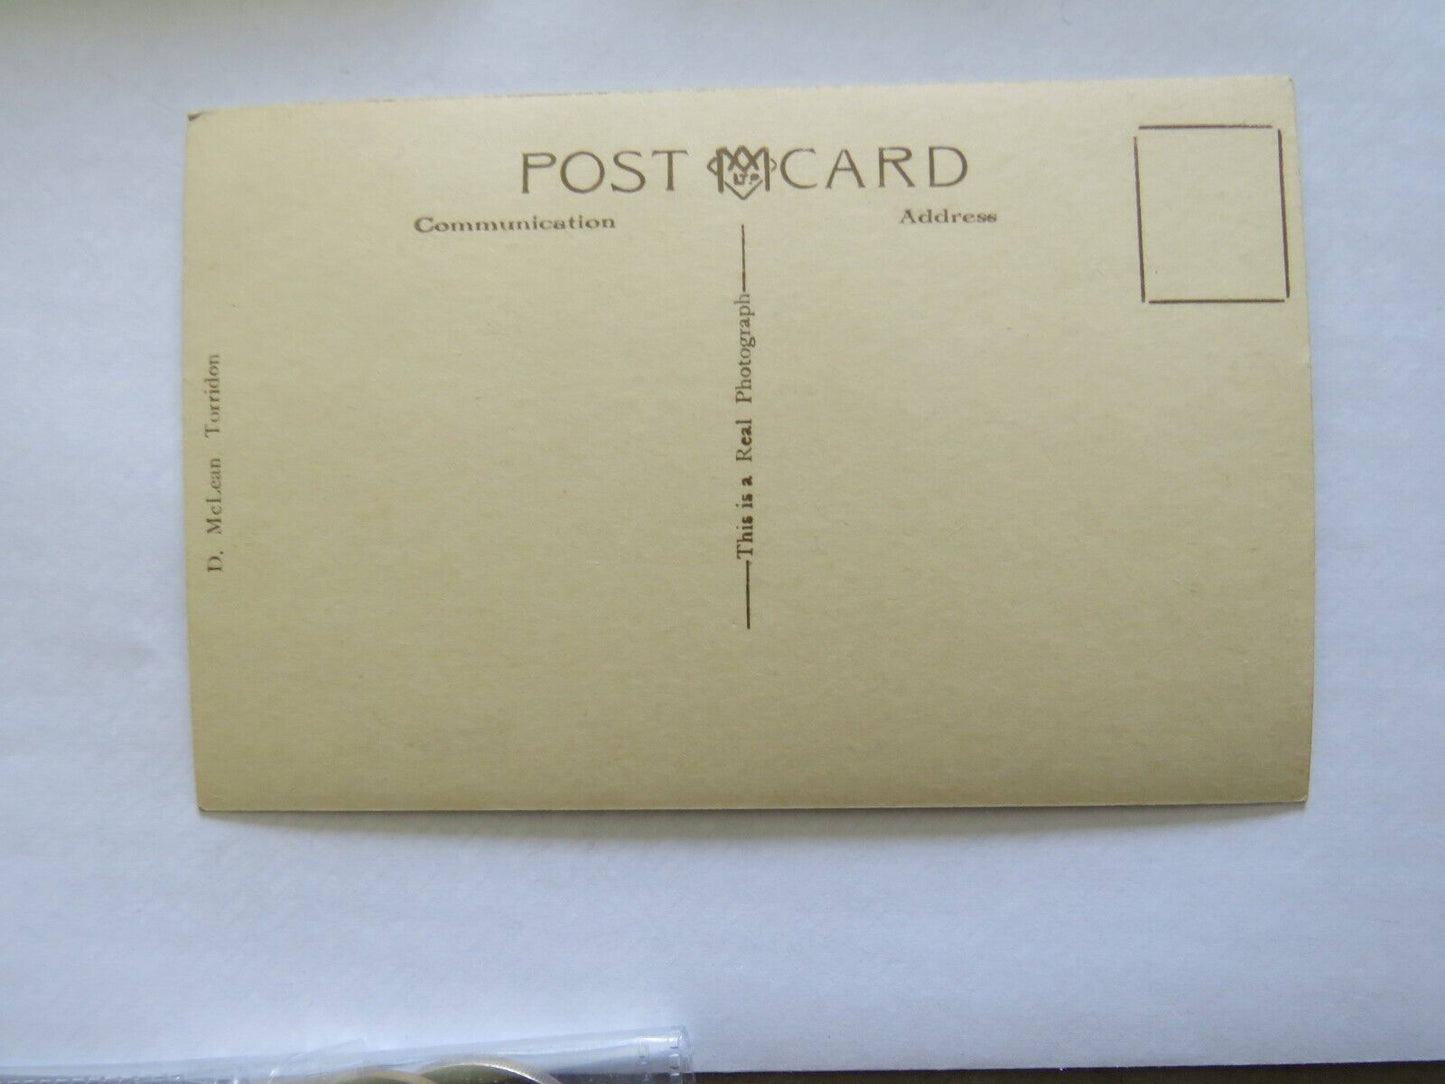 POST CARD
Communication
Address
This is a Real Photograph
D. McLean Torridon